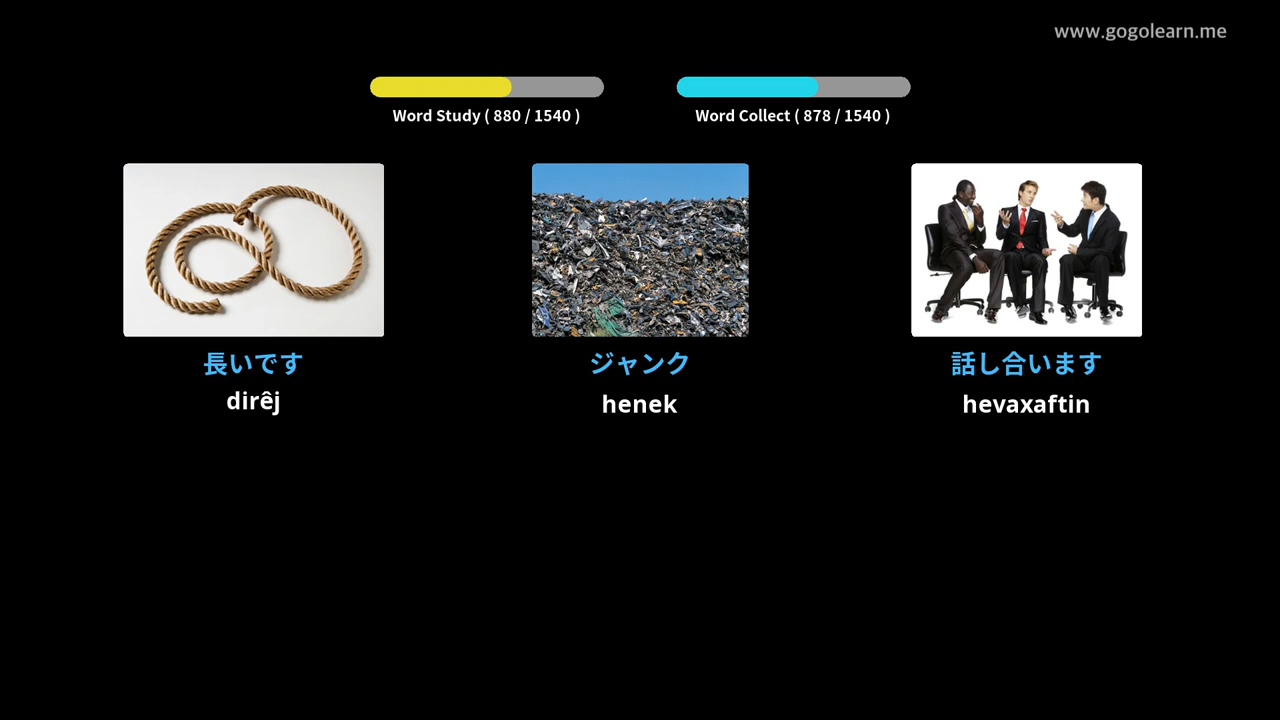 www.gogolearn.me
Word Study ( 880 / 1540 )
Word Collect ( 878 / 1540 )
長いです
ジャンク
話し合います
dirêj
henek
hevaxaftin